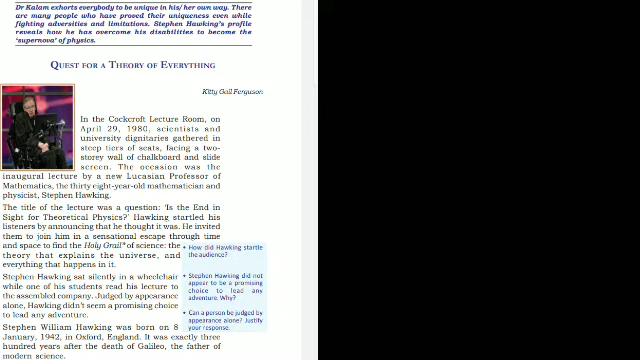 Dr Kalam exhorts everybody to be unique in his/ her own way. There
are many people who have proved their uniqueness even while
fighting adversities and limitations. Stephen Hawking's profile
reveals how he has overcome his disabilities to become the
'supernova' of physics.
QUEST FOR A THEORY OF EVERYTHING
Kitty Gail Ferguson
In the Cockcroft Lecture Room, on
April 29, 1980, scientists and
university dignitaries gathered in
steep tiers of seats, facing a two-
storey wall of chalkboard and slide
screen. The occasion was the
inaugural lecture by a new Lucasian Professor of
Mathematics, the thirty eight-year-old mathematician and
physicist, Stephen Hawking.
The title of the lecture was a question: 'Is the End in
Sight for Theoretical Physics?' Hawking startled his
listeners by announcing that he thought it was. He invited
them to join him in a sensational escape through time
and space to find the Holy Grail* of science: the
theory that explains the universe, and
everything that happens in it.
Stephen Hawking sat silently in a wheelchair
while one of his students read his lecture to
the assembled company. Judged by appearance
alone, Hawking didn't seem a promising choice
to lead any adventure.
Stephen William Hawking was born on 8
January, 1942, in Oxford, England. It was exactly three
hundred years after the death of Galileo, the father of
modern science.
• How did Hawking startle
the audience?
• Stephen Hawking did not
appear to be a promising
choice to lead any
adventure. Why?
• Can a person be judged by
appearance alone? Justify
your response.